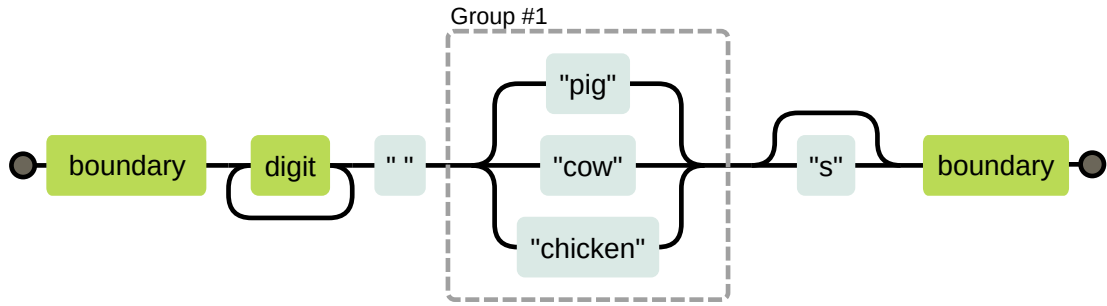 Group #1
"pig"
boundary digit " " "cow" "s" boundary
"chicken"